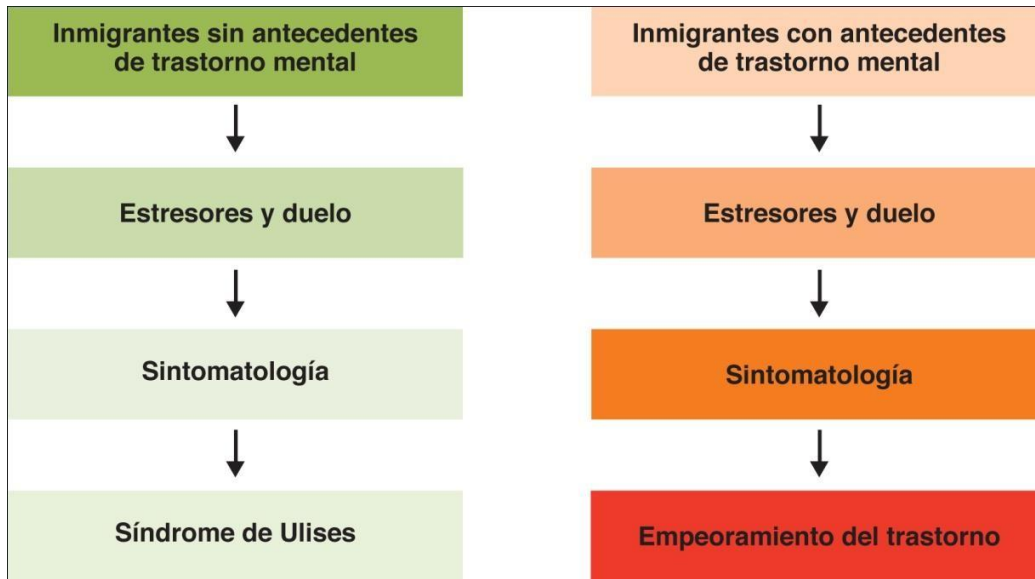 Inmigrantes sin antecedentes
de trastorno mental
Estresores y duelo
Sintomatología
Síndrome de Ulises
Inmigrantes con antecedentes
de trastorno mental
Estresores y duelo
Sintomatología
Empeoramiento del trastorno